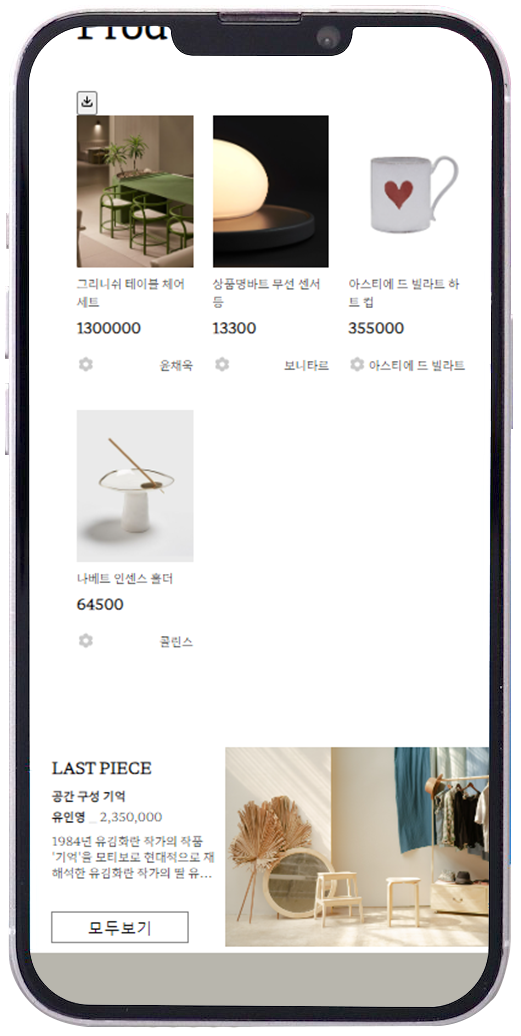 Prod
그리니쉬 테이블 체어
세트
1300000
윤채욱
상품명바트 무선 센서
등
13300
보니타르
아스티에 드 빌라트 하
트 컵
355000
아스티에 드 빌라트
나베트 인센스 홀더
64500
콜린스
LAST PIECE
공간 구성 기억
유인영 _ 2,350,000
1984년 유김화란 작가의 작품
'기억'을 모티보로 현대적으로 재
해석한 유김화란 작가의 딸 유...
모두보기